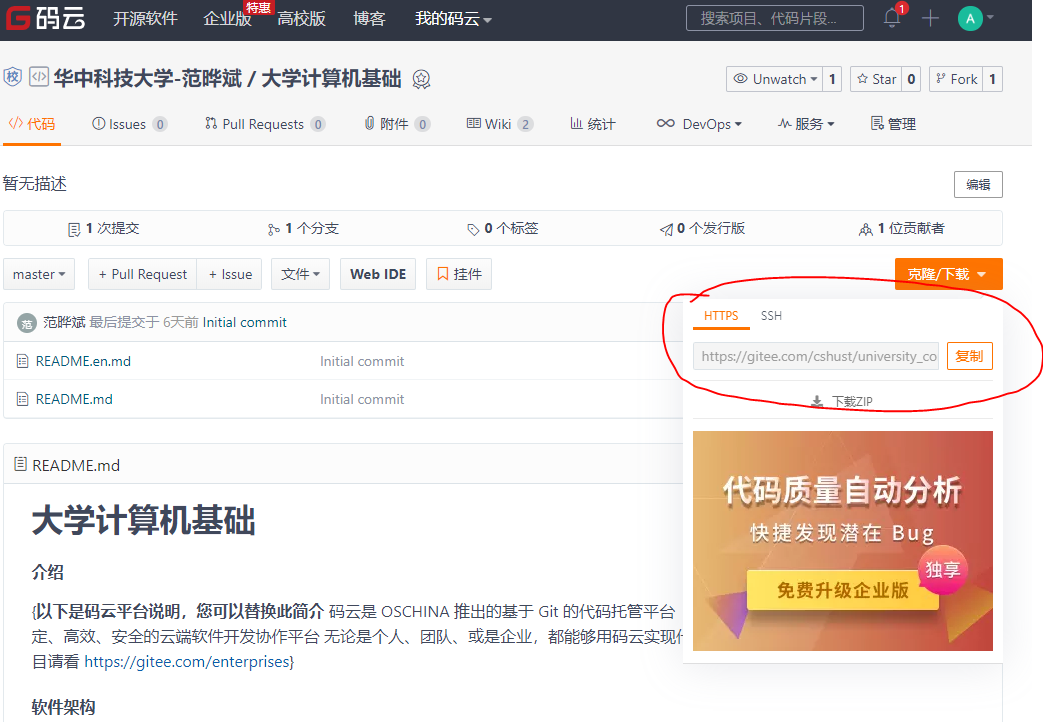 码云 开源软件 企业版 特惠 高校版 博客 我的码云 搜索项目、代码片段... 1 A
校 华中科技大学-范晔斌 / 大学计算机基础 Unwatch 1 Star 0 Fork 1
代码 Issues 0 Pull Requests 0 附件 0 Wiki 2 统计 DevOps 服务 管理
暂无描述 编辑
1 次提交 1 个分支 0 个标签 0 个发行版 1 位贡献者
master + Pull Request + Issue 文件 Web IDE 挂件 克隆/下载
范 范晔斌 最后提交于 6天前 Initial commit
README.en.md Initial commit
README.md Initial commit
HTTPS SSH
https://gitee.com/cshust/university_co 复制
下载ZIP
代码质量自动分析
快捷发现潜在 Bug
独享
免费升级企业版
README.md
大学计算机基础
介绍
{以下是码云平台说明，您可以替换此简介 码云是 OSCHINA 推出的基于 Git 的代码托管平台
定、高效、安全的云端软件开发协作平台 无论是个人、团队、或是企业，都能够用码云实现
目请看 https://gitee.com/enterprises}
软件架构